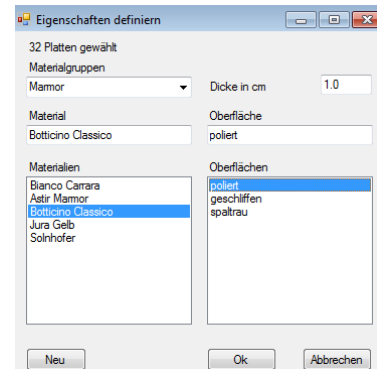 Eigenschaften definiern
32 Platten gewählt
Materialgruppen
Marmor
Dicke in cm
1.0
Material
Oberfläche
Botticino Classico
poliert
Materialien
Oberflächen
Bianco Carrara
Astir Marmor
Botticino Classico
Jura Gelb
Solnhofer
poliert
geschliffen
spaltrau
Neu
Ok
Abbrechen